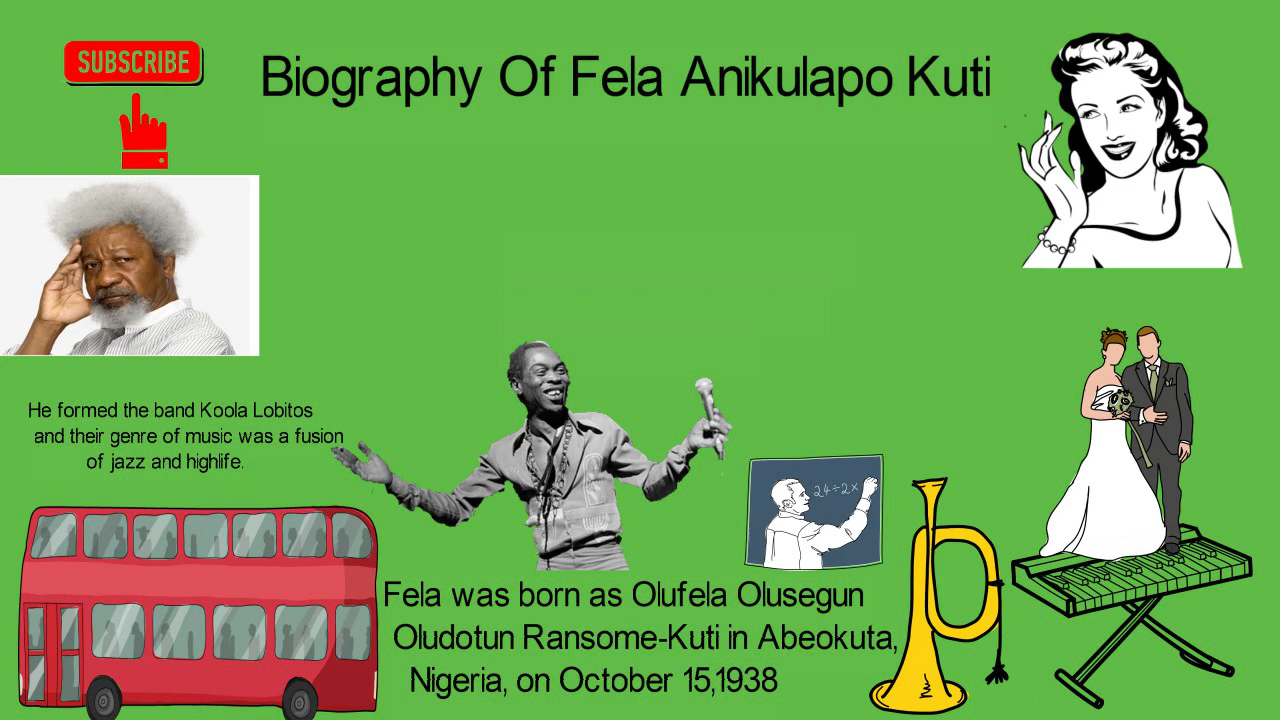 SUBSCRIBE
Biography Of Fela Anikulapo Kuti
He formed the band Koola Lobitos
and their genre of music was a fusion
of jazz and highlife.
24÷2x
Fela was born as Olufela Olusegun
Oludotun Ransome-Kuti in Abeokuta,
Nigeria, on October 15,1938